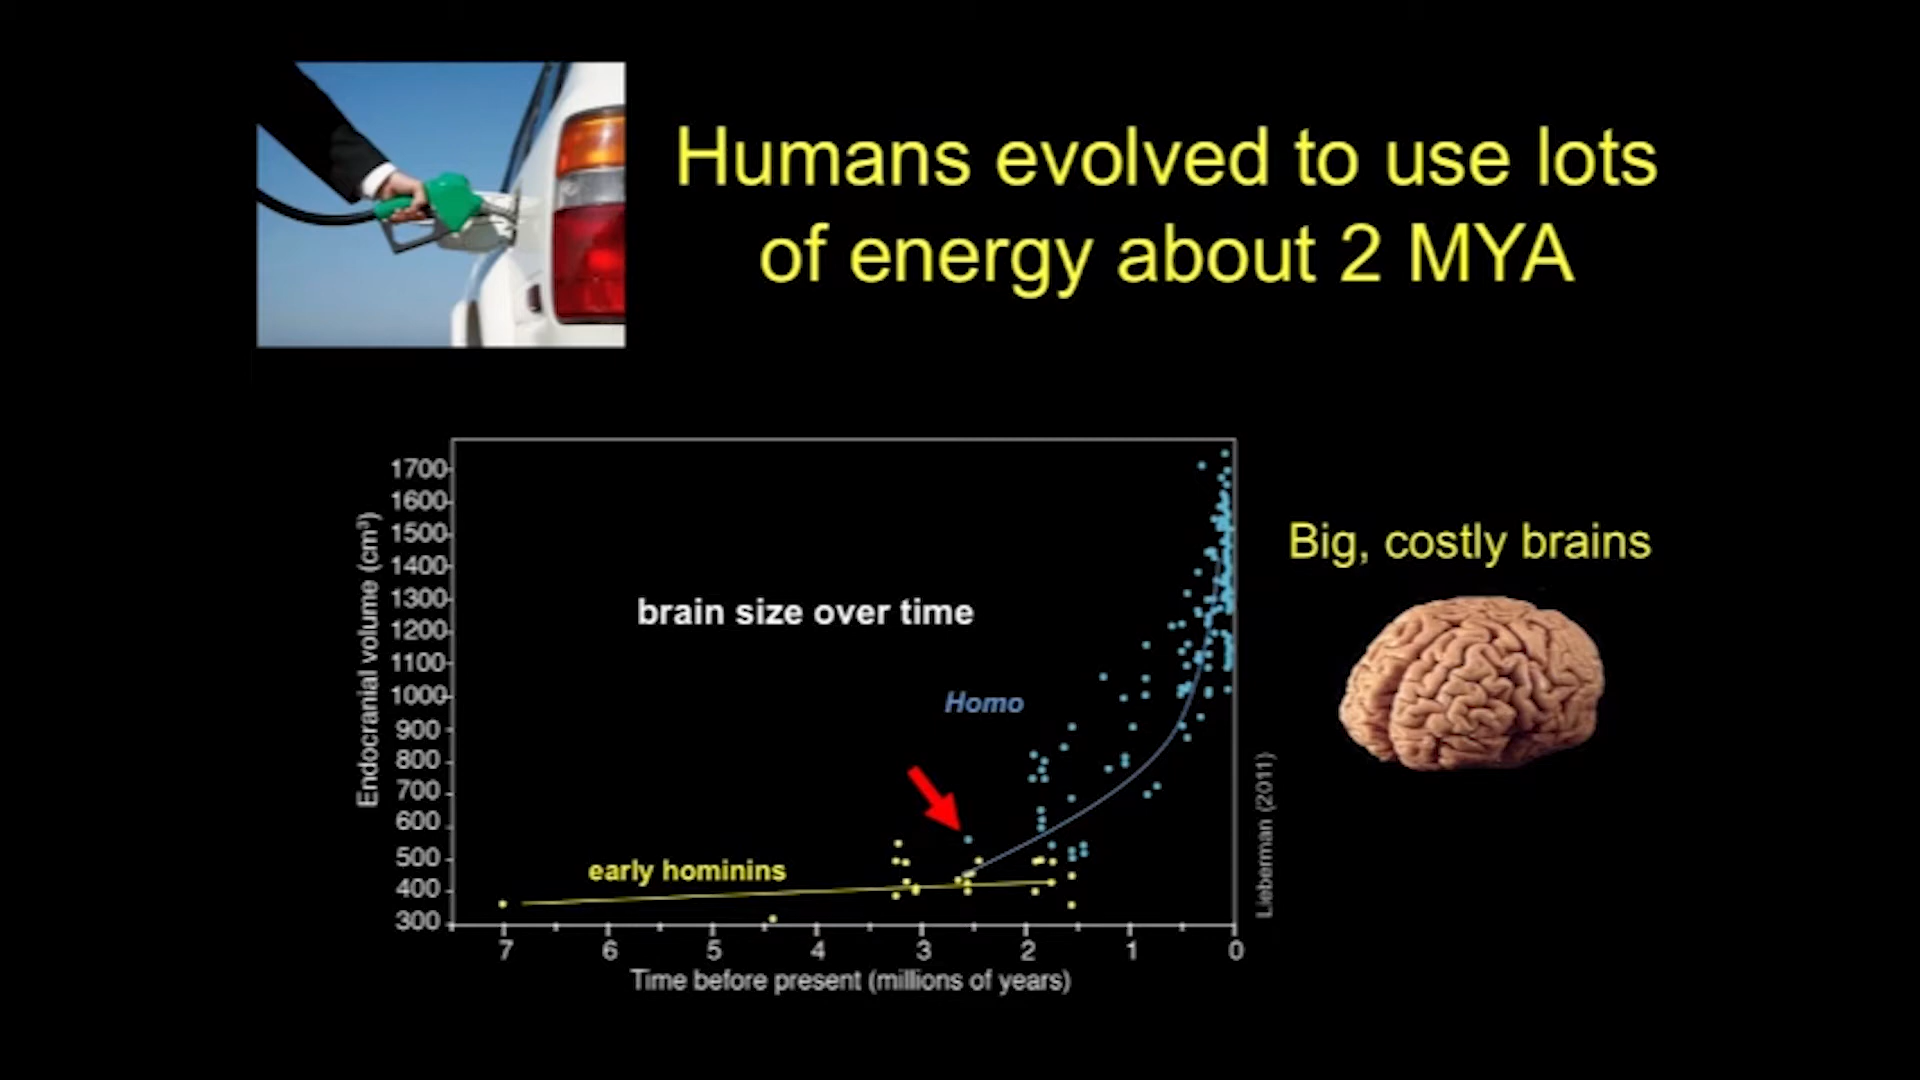 Humans evolved to use lots
of energy about 2 MYA
Big, costly brains
brain size over time
Homo
early hominins
Endocranial volume (cm³)
1700
1600
1500
1400
1300
1200
1100
1000
900
800
700
600
500
400
300
7 6 5 4 3 2 1 0
Time before present (millions of years)
Lieberman (2011)